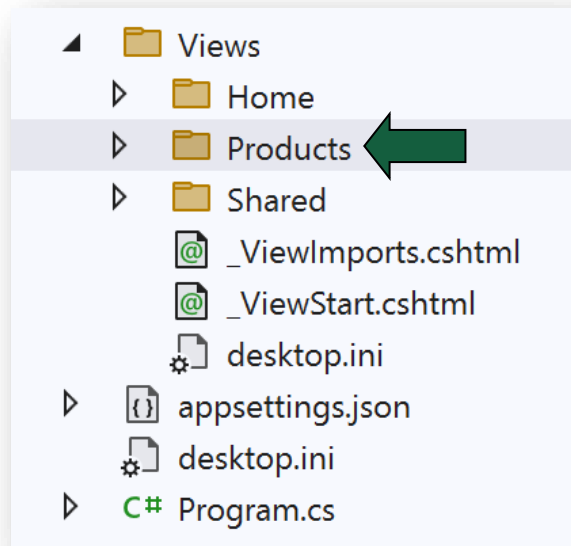 Views
Home
Products
Shared
@ _ViewImports.cshtml
@ _ViewStart.cshtml
desktop.ini
{} appsettings.json
desktop.ini
C# Program.cs